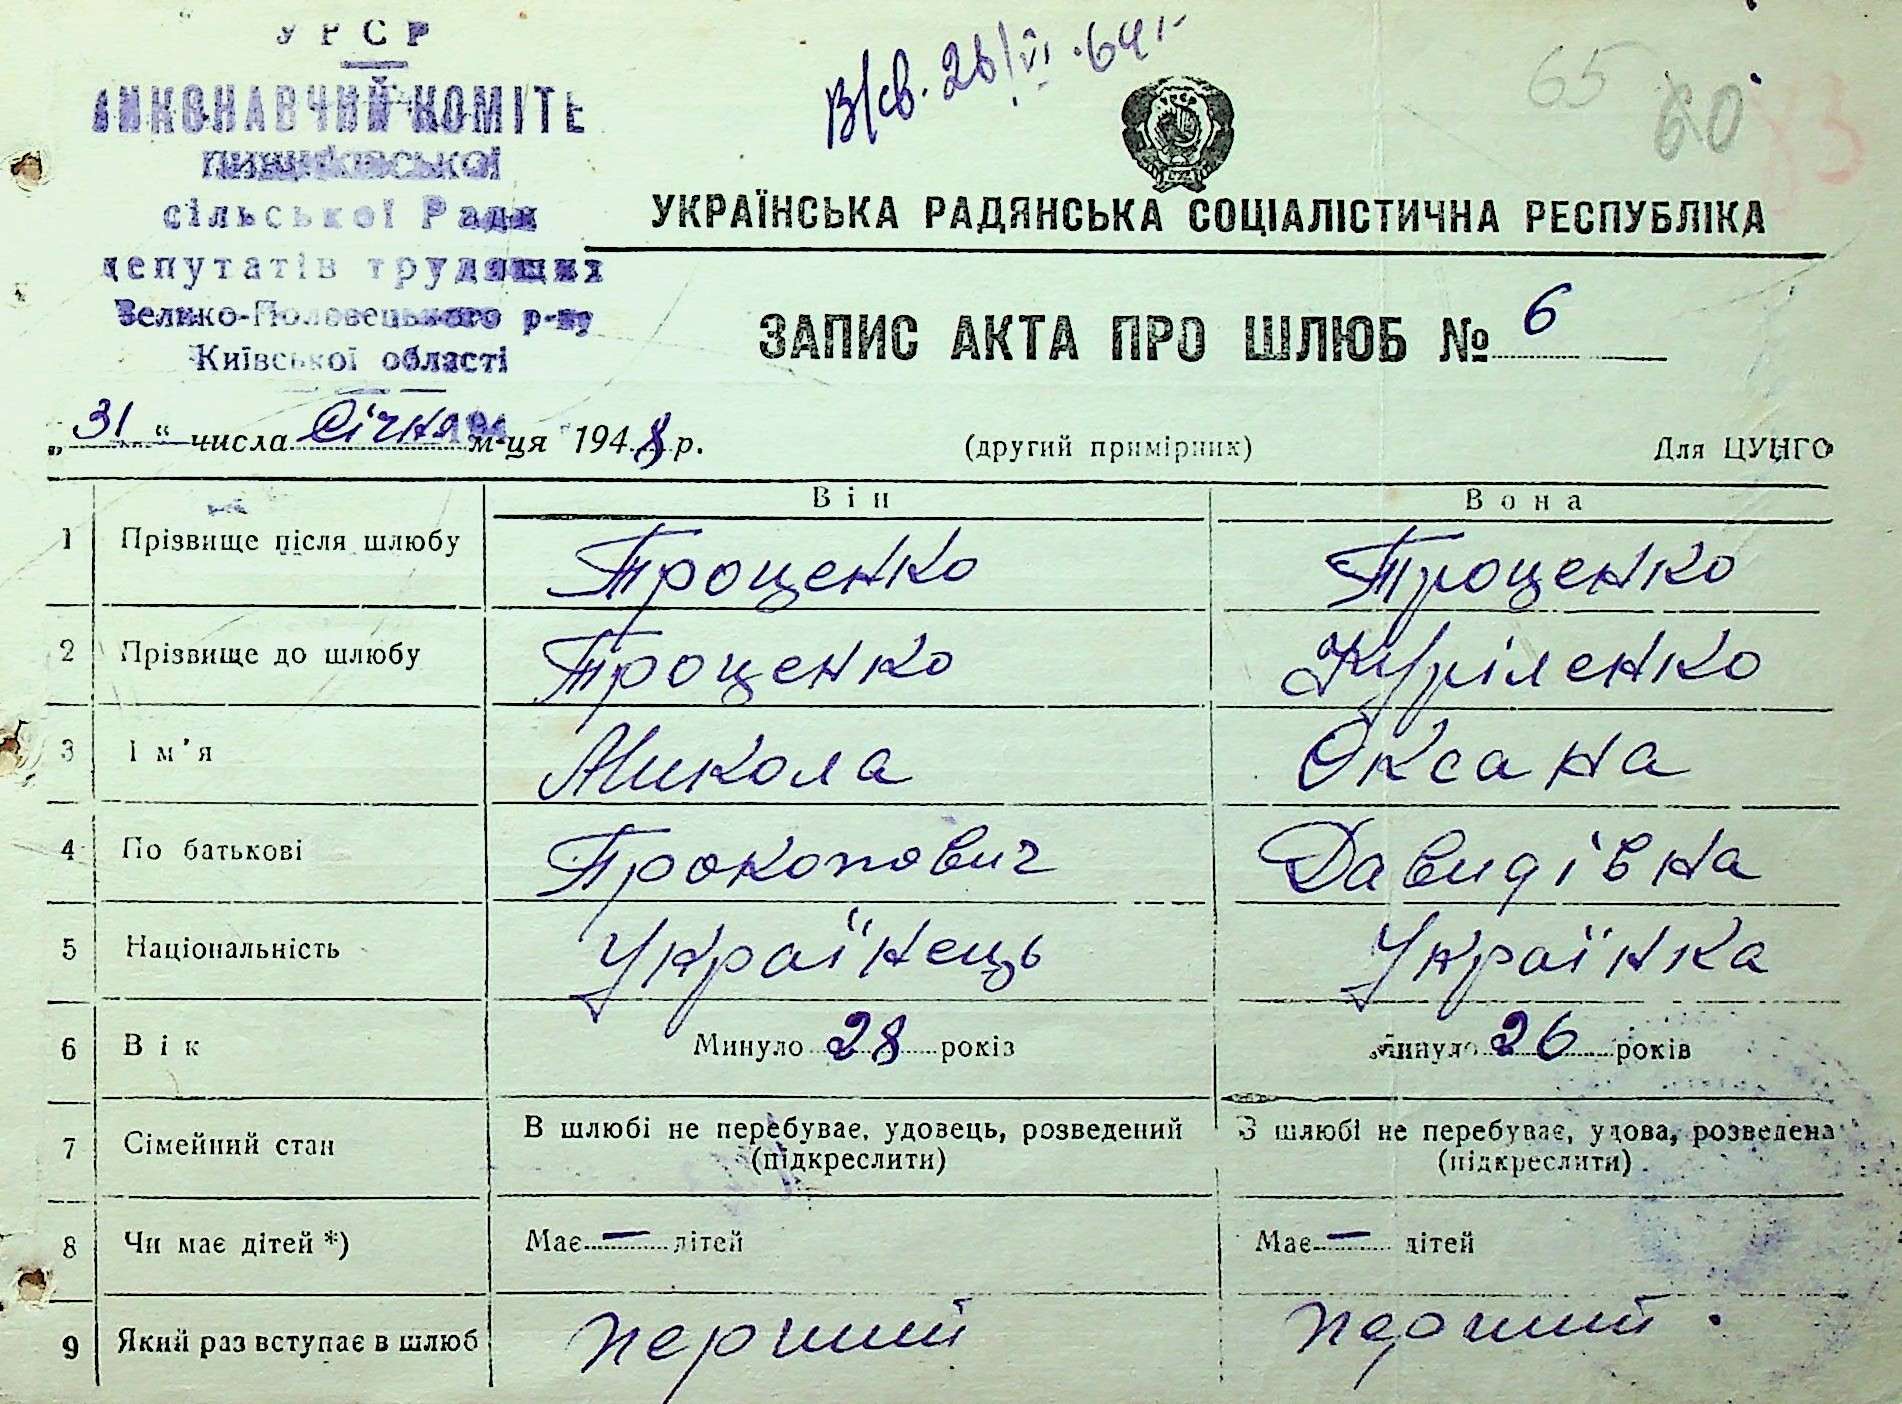 УРСР
ВИКОНАВЧИЙ КОМІТЕ
сільської Ради
депутатів трудящих
Велико-Половецького р-ну
Київської області
В/св. 26/VI.64 г
65 60
УКРАЇНСЬКА РАДЯНСЬКА СОЦІАЛІСТИЧНА РЕСПУБЛІКА
ЗАПИС АКТА ПРО ШЛЮБ № 6
„31“ числа Січня 194 м-ця 1948 р.
(другий примірник)
Для ЦУНГО
Він Вона
1 Прізвище після шлюбу Троценко Троценко
2 Прізвище до шлюбу Троценко Куріленко
3 Ім'я Микола Оксана
4 По батькові Прокопович Давидівна
5 Національність Українець Українка
6 Вік Минуло 28 років Минуло 26 років
7 Сімейний стан В шлюбі не перебуває, удовець, розведений (підкреслити) В шлюбі не перебуває, удова, розведена (підкреслити)
8 Чи має дітей *) Має — дітей Має — дітей
9 Який раз вступає в шлюб перший перший.